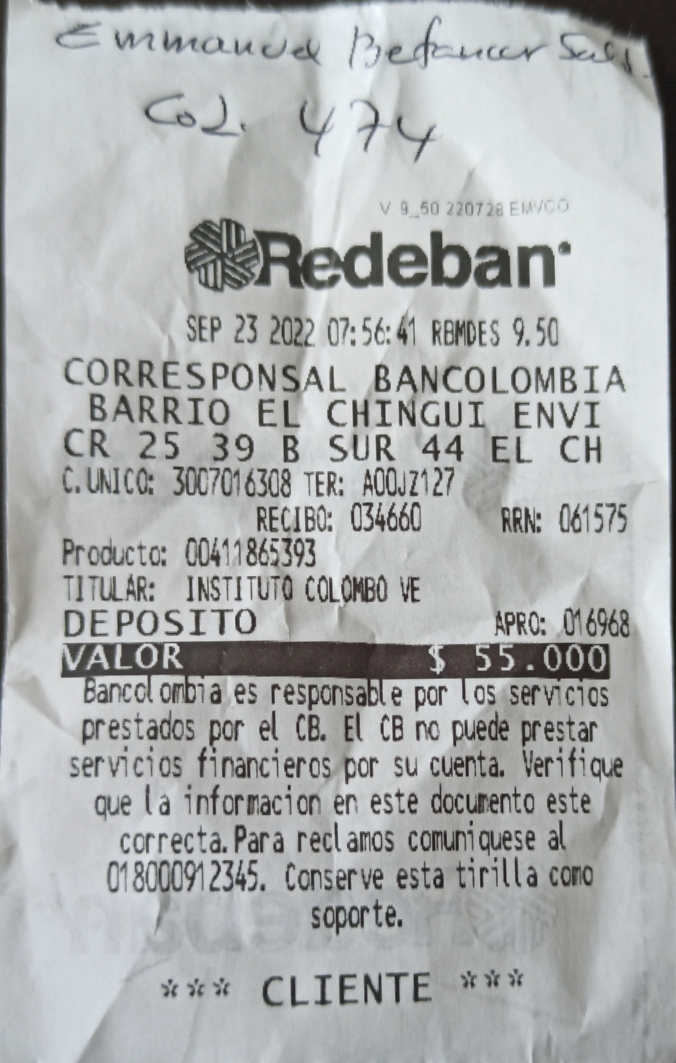 Emmanuel Betancur Sals.
Col. 474
V 9_50 220728 EMVCO
Redeban
SEP 23 2022 07:56:41 RBMDES 9.50
CORRESPONSAL BANCOLOMBIA
BARRIO EL CHINGUI ENVI
CR 25 39 B SUR 44 EL CH
C.UNICO: 3007016308 TER: A00JZ127
RECIBO: 034660 RRN: 061575
Producto: 00411865393
TITULAR: INSTITUTO COLOMBO VE
DEPOSITO APRO: 016968
VALOR $ 55.000
Bancolombia es responsable por los servicios
prestados por el CB. El CB no puede prestar
servicios financieros por su cuenta. Verifique
que la informacion en este documento este
correcta.Para reclamos comuniquese al
018000912345. Conserve esta tirilla como
soporte.
*** CLIENTE ***